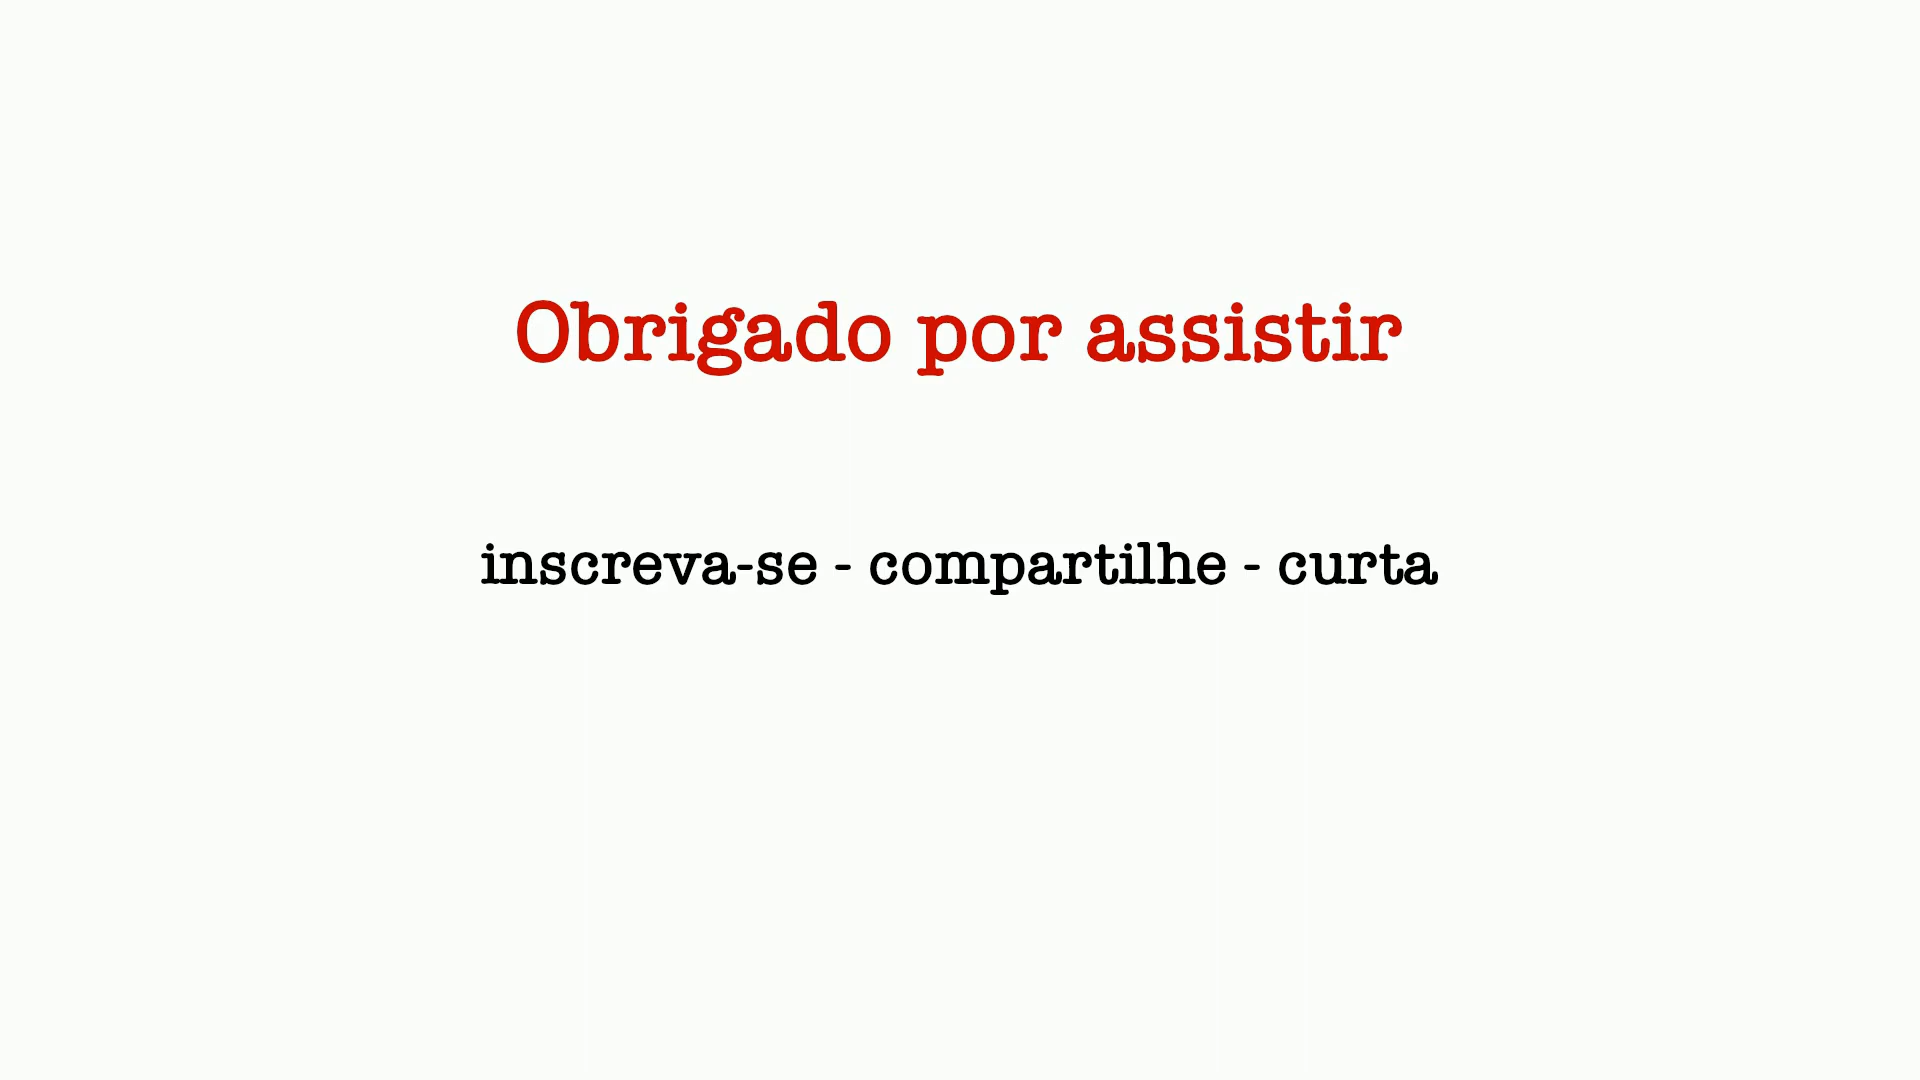 Obrigado por assistir
inscreva-se - compartilhe - curta